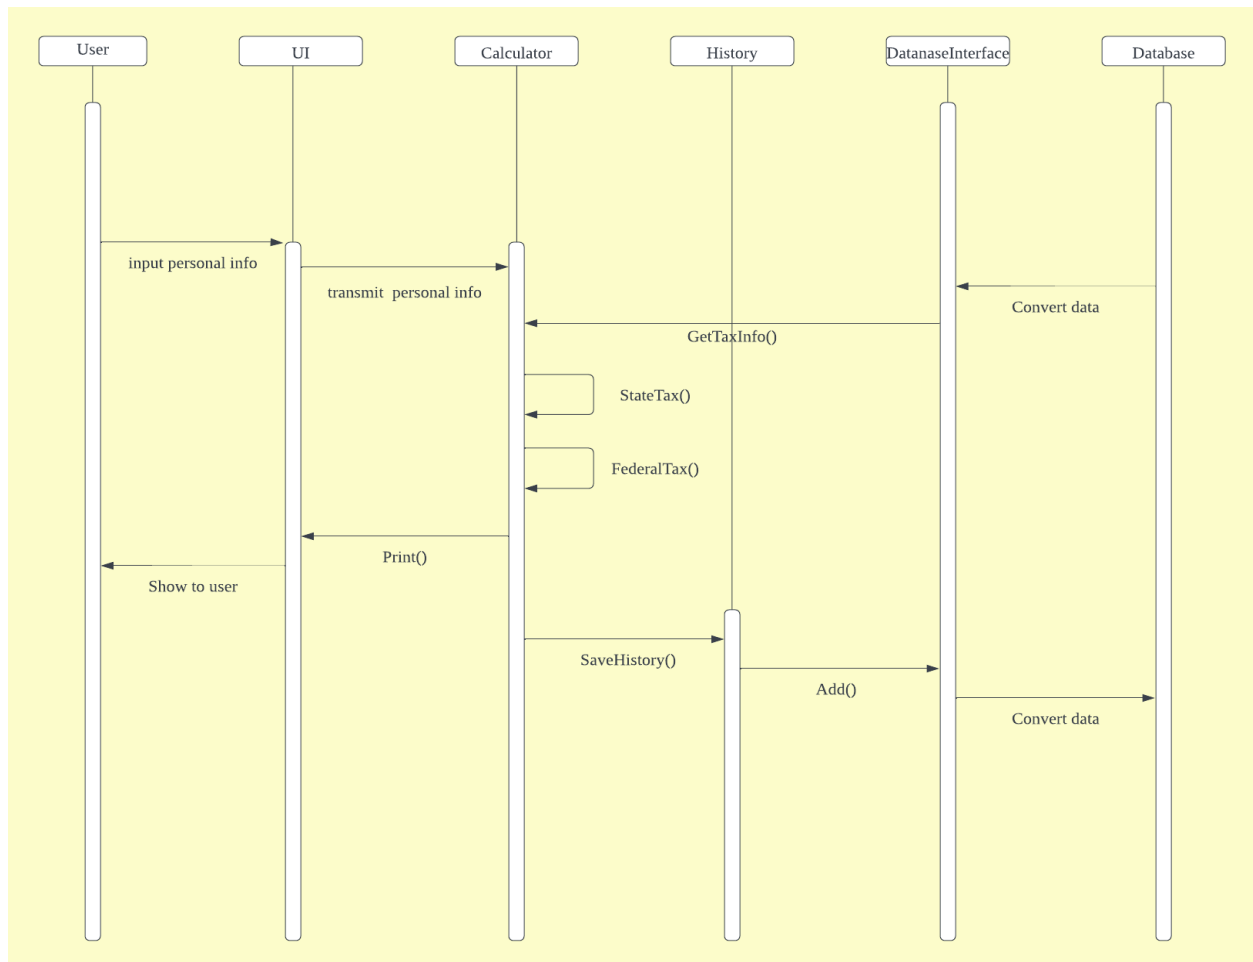 User
UI
Calculator
History
DatanaseInterface
Database
input personal info
transmit  personal info
Convert data
GetTaxInfo()
StateTax()
FederalTax()
Print()
Show to user
SaveHistory()
Add()
Convert data